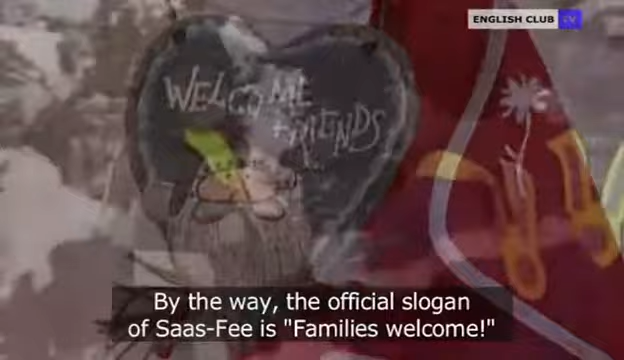 ENGLISH CLUB TV
WELCOME
FRIENDS
By the way, the official slogan
of Saas-Fee is "Families welcome!"